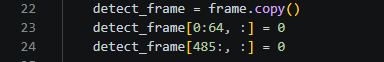 22 detect_frame = frame.copy()
23 detect_frame[0:64, :] = 0
24 detect_frame[485:, :] = 0